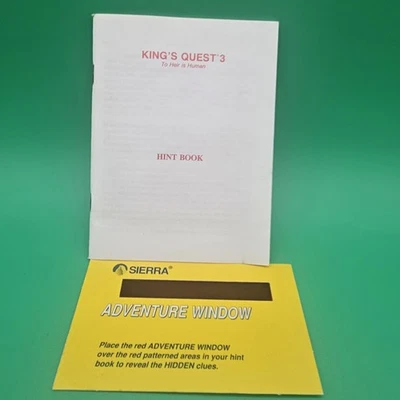 KING'S QUEST 3
To Heir is Human
HINT BOOK
SIERRA®
ADVENTURE WINDOW
Place the red ADVENTURE WINDOW
over the red patterned areas in your hint
book to reveal the HIDDEN clues.